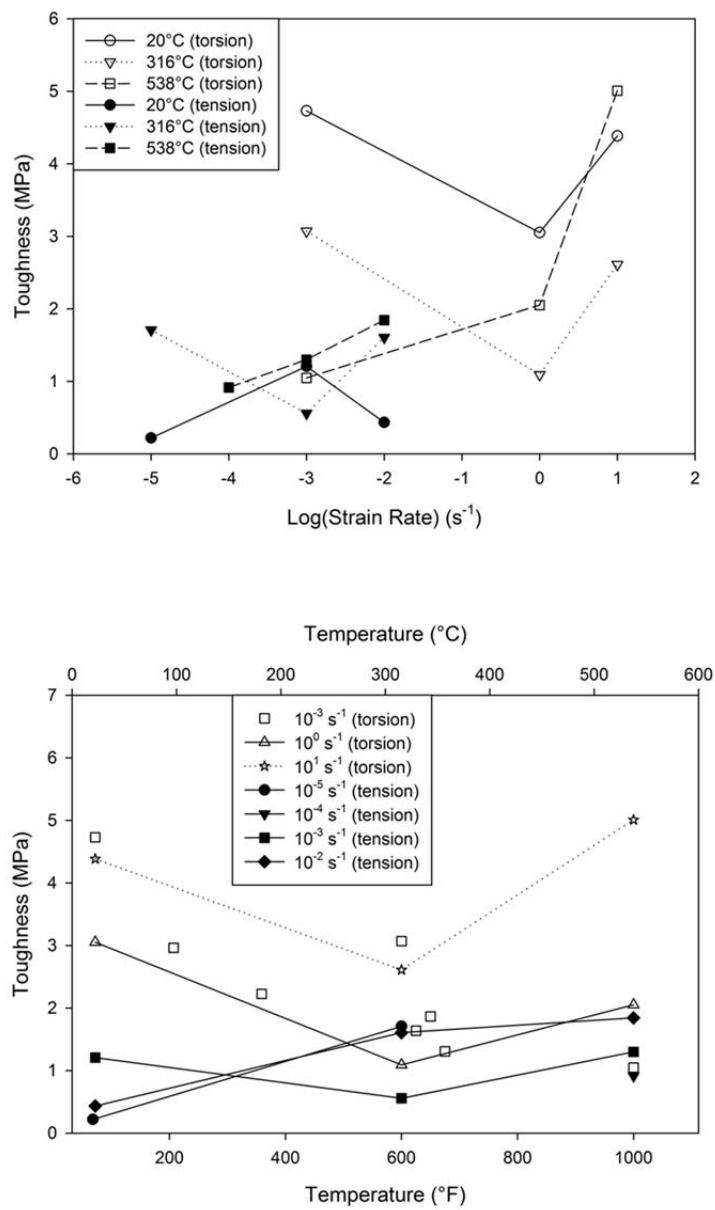 6
5
4
3
2
1
0
Toughness (MPa)
20°C (torsion)
316°C (torsion)
538°C (torsion)
20°C (tension)
316°C (tension)
538°C (tension)
-6 -5 -4 -3 -2 -1 0 1 2
Log(Strain Rate) (s⁻¹)
Temperature (°C)
0 100 200 300 400 500 600
7
6
5
4
3
2
1
0
Toughness (MPa)
10⁻³ s⁻¹ (torsion)
10⁰ s⁻¹ (torsion)
10¹ s⁻¹ (torsion)
10⁻⁵ s⁻¹ (tension)
10⁻⁴ s⁻¹ (tension)
10⁻³ s⁻¹ (tension)
10⁻² s⁻¹ (tension)
200 400 600 800 1000
Temperature (°F)